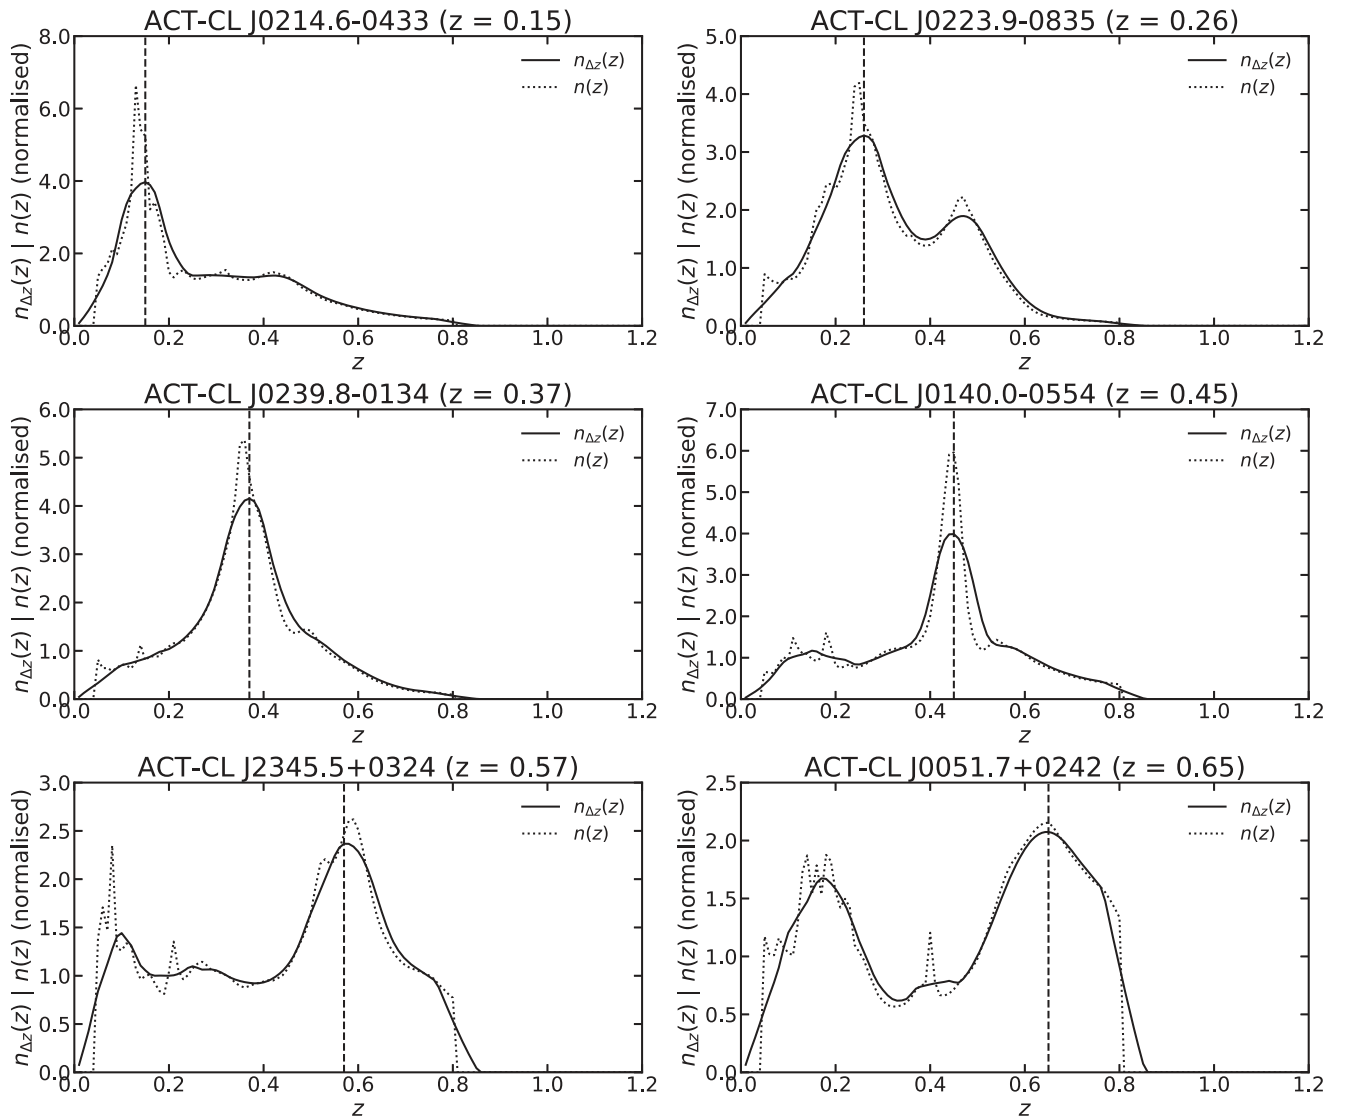 ACT-CL J0214.6-0433 (z = 0.15)
8.0
6.0
4.0
2.0
0.0
n_Δz(z) | n(z) (normalised)
n_Δz(z)
n(z)
0.0 0.2 0.4 0.6 0.8 1.0 1.2
z
ACT-CL J0223.9-0835 (z = 0.26)
5.0
4.0
3.0
2.0
1.0
0.0
n_Δz(z) | n(z) (normalised)
n_Δz(z)
n(z)
0.0 0.2 0.4 0.6 0.8 1.0 1.2
z
ACT-CL J0239.8-0134 (z = 0.37)
6.0
5.0
4.0
3.0
2.0
1.0
0.0
n_Δz(z) | n(z) (normalised)
n_Δz(z)
n(z)
0.0 0.2 0.4 0.6 0.8 1.0 1.2
z
ACT-CL J0140.0-0554 (z = 0.45)
7.0
6.0
5.0
4.0
3.0
2.0
1.0
0.0
n_Δz(z) | n(z) (normalised)
n_Δz(z)
n(z)
0.0 0.2 0.4 0.6 0.8 1.0 1.2
z
ACT-CL J2345.5+0324 (z = 0.57)
3.0
2.5
2.0
1.5
1.0
0.5
0.0
n_Δz(z) | n(z) (normalised)
n_Δz(z)
n(z)
0.0 0.2 0.4 0.6 0.8 1.0 1.2
z
ACT-CL J0051.7+0242 (z = 0.65)
2.5
2.0
1.5
1.0
0.5
0.0
n_Δz(z) | n(z) (normalised)
n_Δz(z)
n(z)
0.0 0.2 0.4 0.6 0.8 1.0 1.2
z